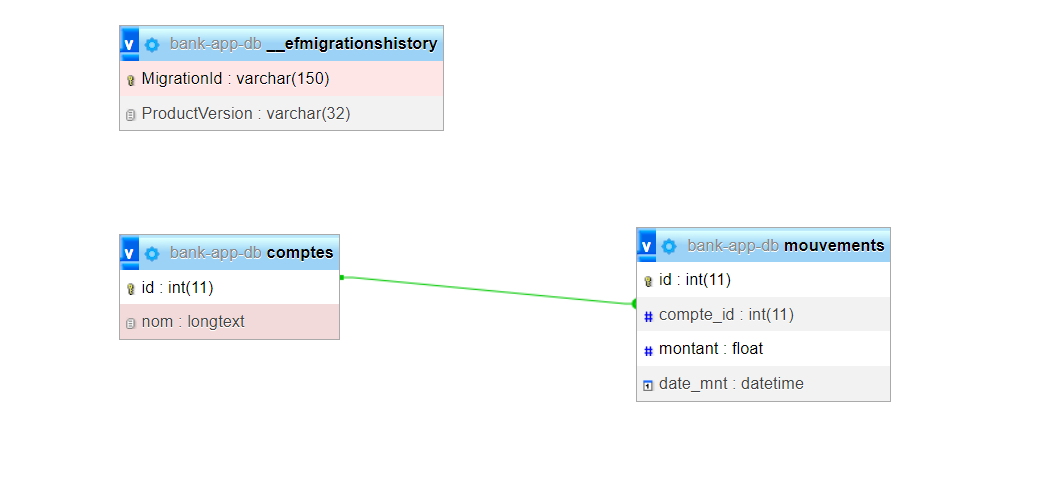 v bank-app-db __efmigrationshistory
MigrationId : varchar(150)
ProductVersion : varchar(32)
v bank-app-db comptes
id : int(11)
nom : longtext
v bank-app-db mouvements
id : int(11)
# compte_id : int(11)
# montant : float
date_mnt : datetime